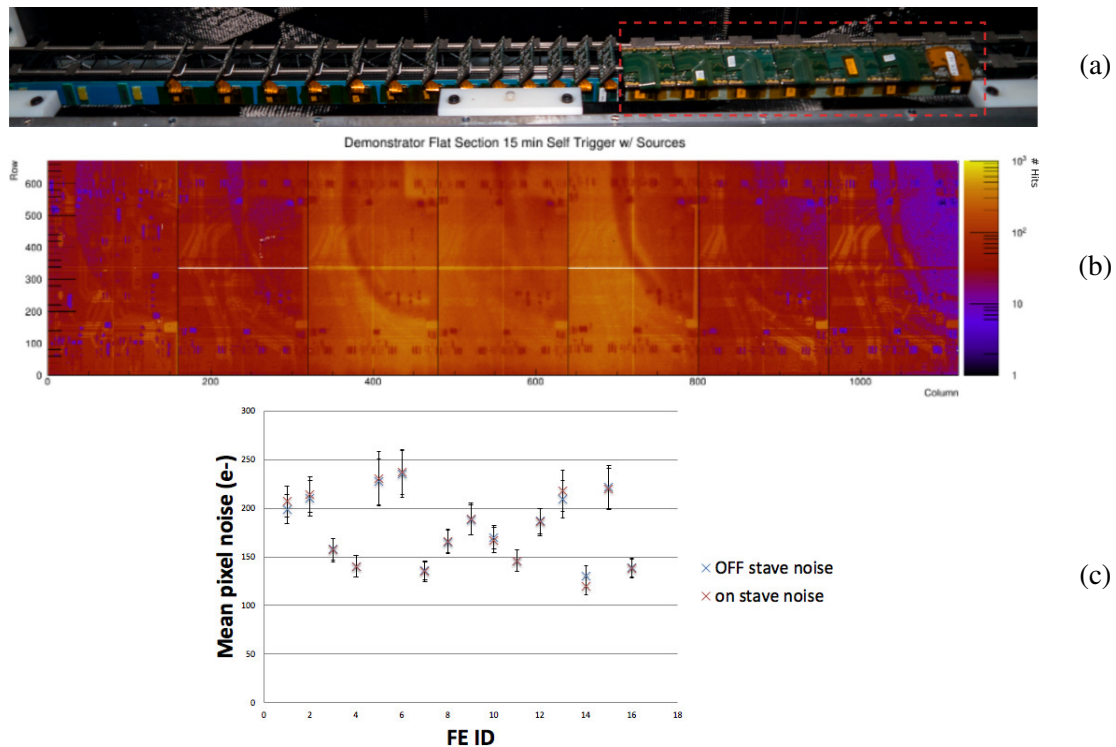 (a)
Demonstrator Flat Section 15 min Self Trigger w/ Sources
Row
# Hits
600
500
400
300
200
100
0
10³
10²
10
1
0 200 400 600 800 1000
Column
(b)
Mean pixel noise (e-)
300
250
200
150
100
50
0
0 2 4 6 8 10 12 14 16 18
FE ID
OFF stave noise
on stave noise
(c)